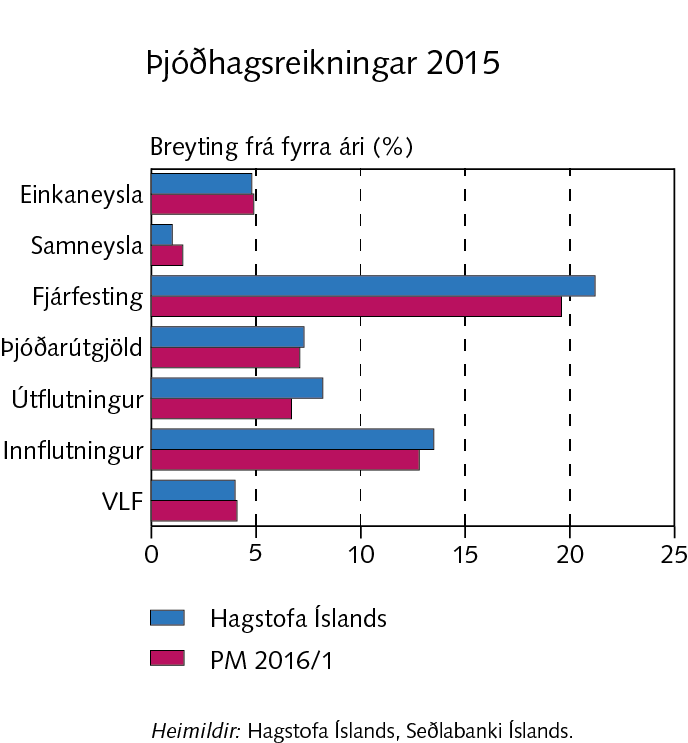 Þjóðhagsreikningar 2015
Breyting frá fyrra ári (%)
Einkaneysla
Samneysla
Fjárfesting
Þjóðarútgjöld
Útflutningur
Innflutningur
VLF
0 5 10 15 20 25
Hagstofa Íslands
PM 2016/1
Heimildir: Hagstofa Íslands, Seðlabanki Íslands.